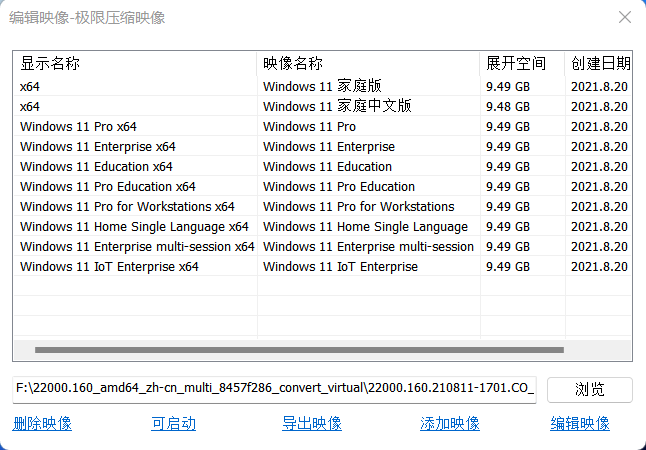 编辑映像-极限压缩映像
显示名称 映像名称 展开空间 创建日期
x64 Windows 11 家庭版 9.49 GB 2021.8.20
x64 Windows 11 家庭中文版 9.48 GB 2021.8.20
Windows 11 Pro x64 Windows 11 Pro 9.49 GB 2021.8.20
Windows 11 Enterprise x64 Windows 11 Enterprise 9.49 GB 2021.8.20
Windows 11 Education x64 Windows 11 Education 9.49 GB 2021.8.20
Windows 11 Pro Education x64 Windows 11 Pro Education 9.49 GB 2021.8.20
Windows 11 Pro for Workstations x64 Windows 11 Pro for Workstations 9.49 GB 2021.8.20
Windows 11 Home Single Language x64 Windows 11 Home Single Language 9.49 GB 2021.8.20
Windows 11 Enterprise multi-session x64 Windows 11 Enterprise multi-session 9.49 GB 2021.8.20
Windows 11 IoT Enterprise x64 Windows 11 IoT Enterprise 9.49 GB 2021.8.20
F:\22000.160_amd64_zh-cn_multi_8457f286_convert_virtual\22000.160.210811-1701.CO_ 浏览
删除映像 可启动 导出映像 添加映像 编辑映像